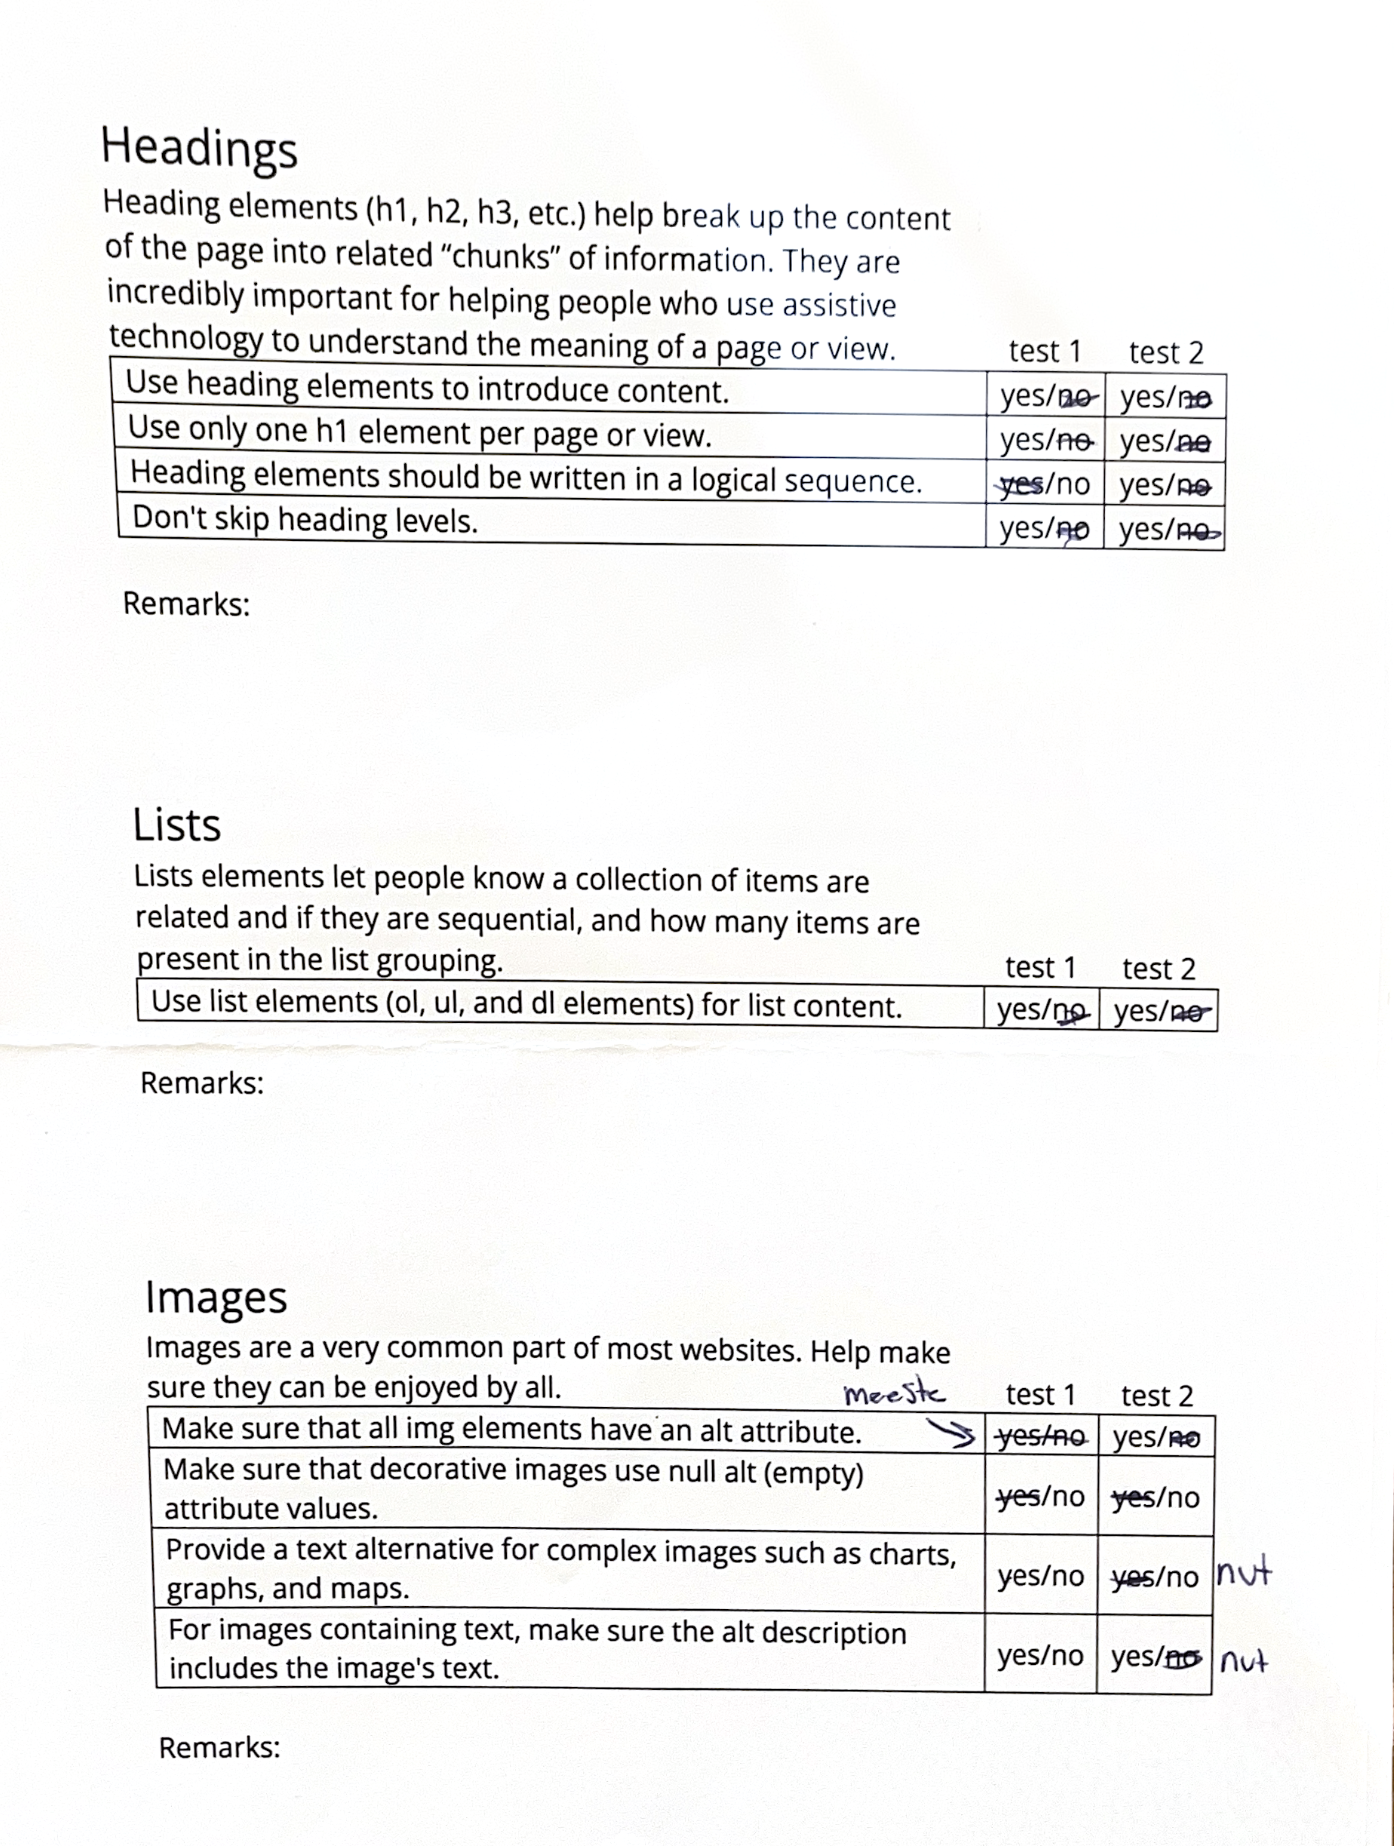 Headings
Heading elements (h1, h2, h3, etc.) help break up the content
of the page into related “chunks” of information. They are
incredibly important for helping people who use assistive
technology to understand the meaning of a page or view. test 1 test 2
Use heading elements to introduce content. yes/no yes/no
Use only one h1 element per page or view. yes/no yes/no
Heading elements should be written in a logical sequence. yes/no yes/no
Don't skip heading levels. yes/no yes/no
Remarks:
Lists
Lists elements let people know a collection of items are
related and if they are sequential, and how many items are
present in the list grouping. test 1 test 2
Use list elements (ol, ul, and dl elements) for list content. yes/no yes/no
Remarks:
Images
Images are a very common part of most websites. Help make
sure they can be enjoyed by all. meeste test 1 test 2
Make sure that all img elements have an alt attribute. yes/no yes/no
Make sure that decorative images use null alt (empty)
attribute values. yes/no yes/no
Provide a text alternative for complex images such as charts,
graphs, and maps. yes/no yes/no nvt
For images containing text, make sure the alt description
includes the image's text. yes/no yes/no nvt
Remarks: